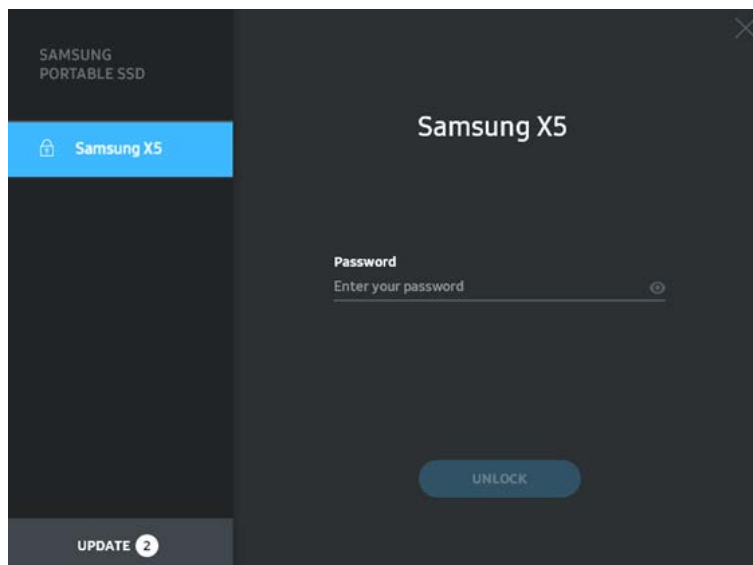 SAMSUNG
PORTABLE SSD
Samsung X5
Samsung X5
Password
Enter your password
UNLOCK
UPDATE 2